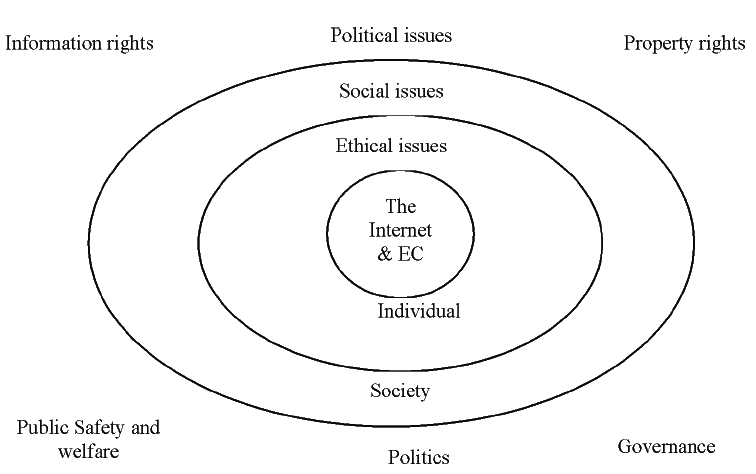 Information rights
Political issues
Property rights
Social issues
Ethical issues
The
Internet
& EC
Individual
Society
Public Safety and
welfare
Politics
Governance